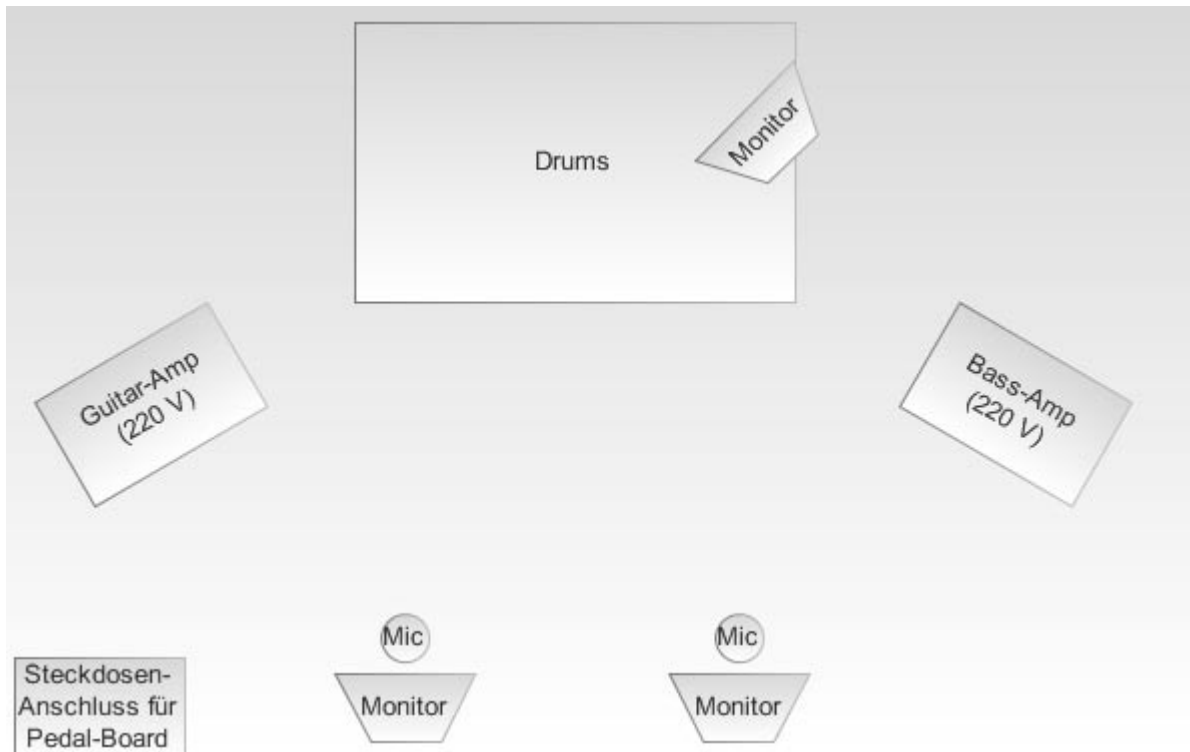 Monitor
Drums
Guitar-Amp
(220 V)
Bass-Amp
(220 V)
Mic
Mic
Steckdosen-
Anschluss für
Pedal-Board
Monitor
Monitor